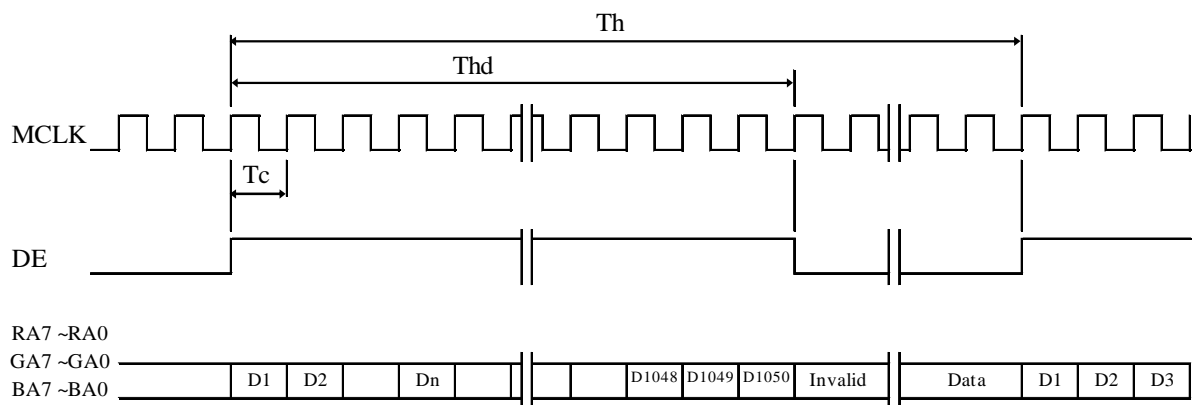 Th
Thd
MCLK
Tc
DE
RA7 ~RA0
GA7 ~GA0
BA7 ~BA0
D1 D2 Dn D1048 D1049 D1050 Invalid Data D1 D2 D3